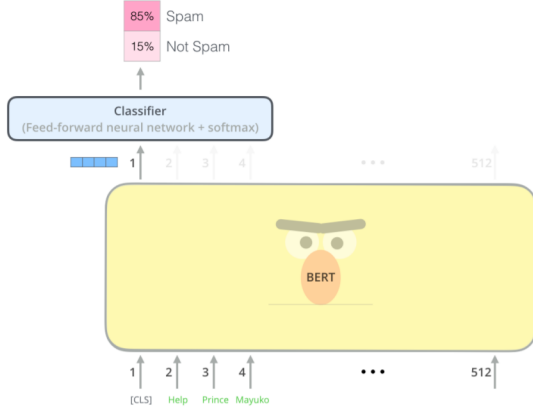 85% Spam
15% Not Spam
Classifier
(Feed-forward neural network + softmax)
1 2 3 4 ••• 512
BERT
1 2 3 4 ••• 512
[CLS] Help Prince Mayuko